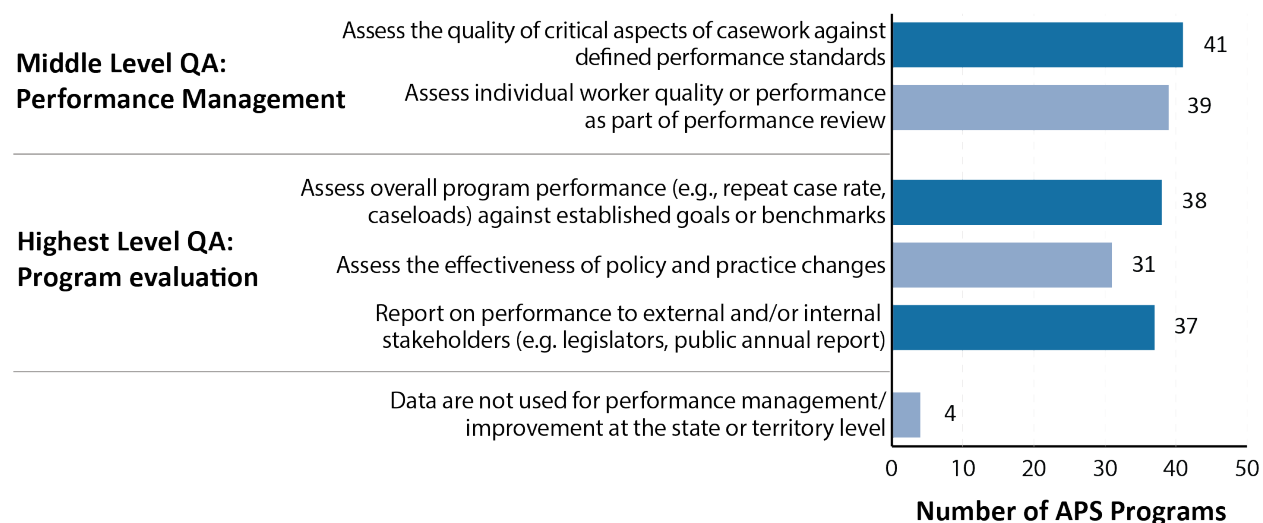 Middle Level QA:
Performance Management
Assess the quality of critical aspects of casework against
defined performance standards
41
Assess individual worker quality or performance
as part of performance review
39
Highest Level QA:
Program evaluation
Assess overall program performance (e.g., repeat case rate,
caseloads) against established goals or benchmarks
38
Assess the effectiveness of policy and practice changes
31
Report on performance to external and/or internal
stakeholders (e.g. legislators, public annual report)
37
Data are not used for performance management/
improvement at the state or territory level
4
0 10 20 30 40 50
Number of APS Programs